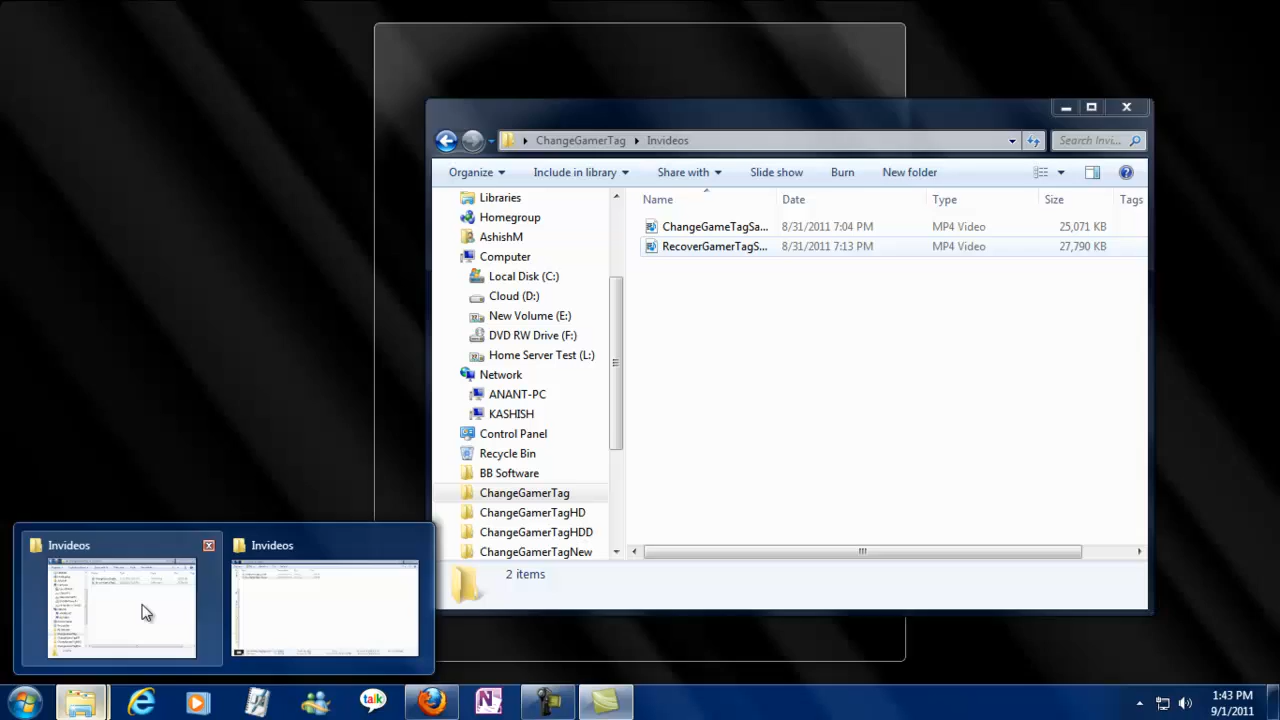 ChangeGamerTag Invideos
Search Invi...
Organize Include in library Share with Slide show Burn New folder
Name Date Type Size Tags
ChangeGameTagSa... 8/31/2011 7:04 PM MP4 Video 25,071 KB
RecoverGamerTagS... 8/31/2011 7:13 PM MP4 Video 27,790 KB
Libraries
Homegroup
AshishM
Computer
Local Disk (C:)
Cloud (D:)
New Volume (E:)
DVD RW Drive (F:)
Home Server Test (L:)
Network
ANANT-PC
KASHISH
Control Panel
Recycle Bin
BB Software
ChangeGamerTag
ChangeGamerTagHD
ChangeGamerTagHDD
ChangeGamerTagNew
2 items
Invideos
Invideos
talk
1:43 PM
9/1/2011